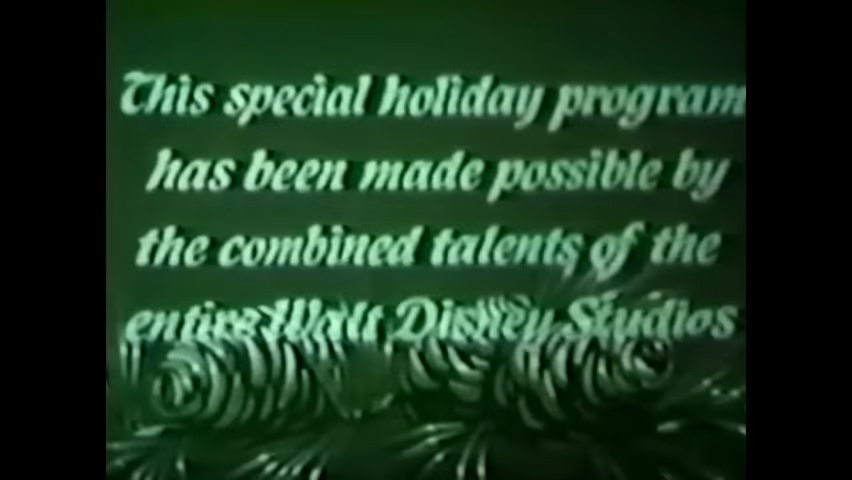 This special holiday program
has been made possible by
the combined talents of the
entire Walt Disney Studios